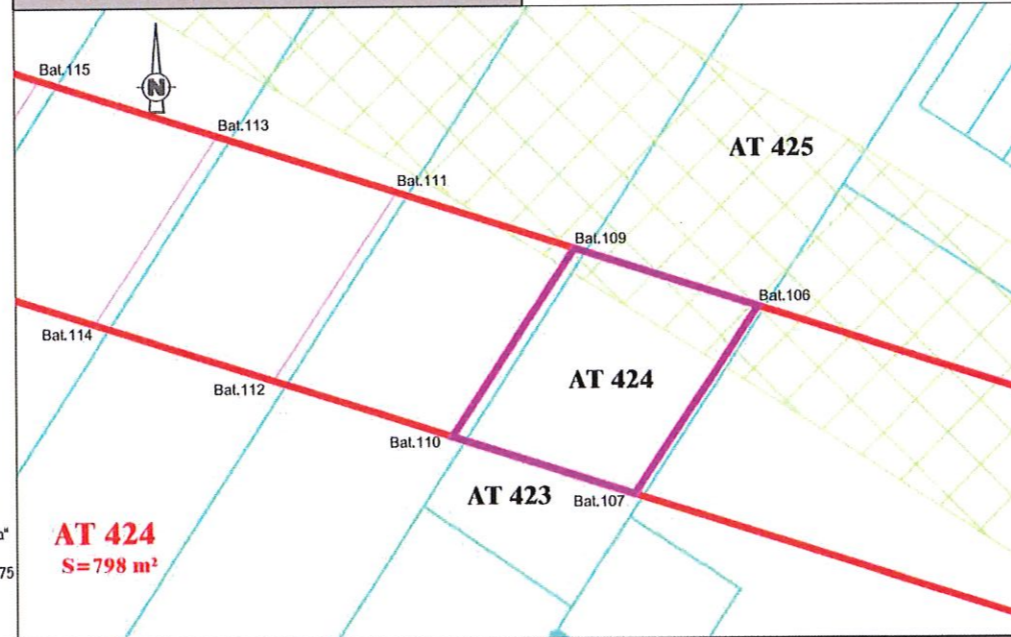 Bat.115
N
Bat.113
AT 425
Bat.111
Bat.109
Bat.106
Bat.114
AT 424
Bat.112
Bat.110
AT 423
Bat.107
AT 424
S=798 m²
75